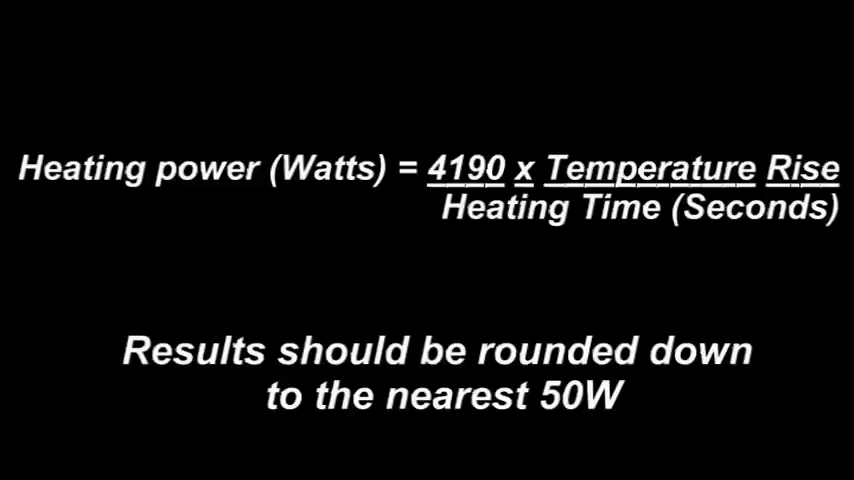 Heating power (Watts) = 4190 x Temperature Rise
Heating Time (Seconds)
Results should be rounded down
to the nearest 50W